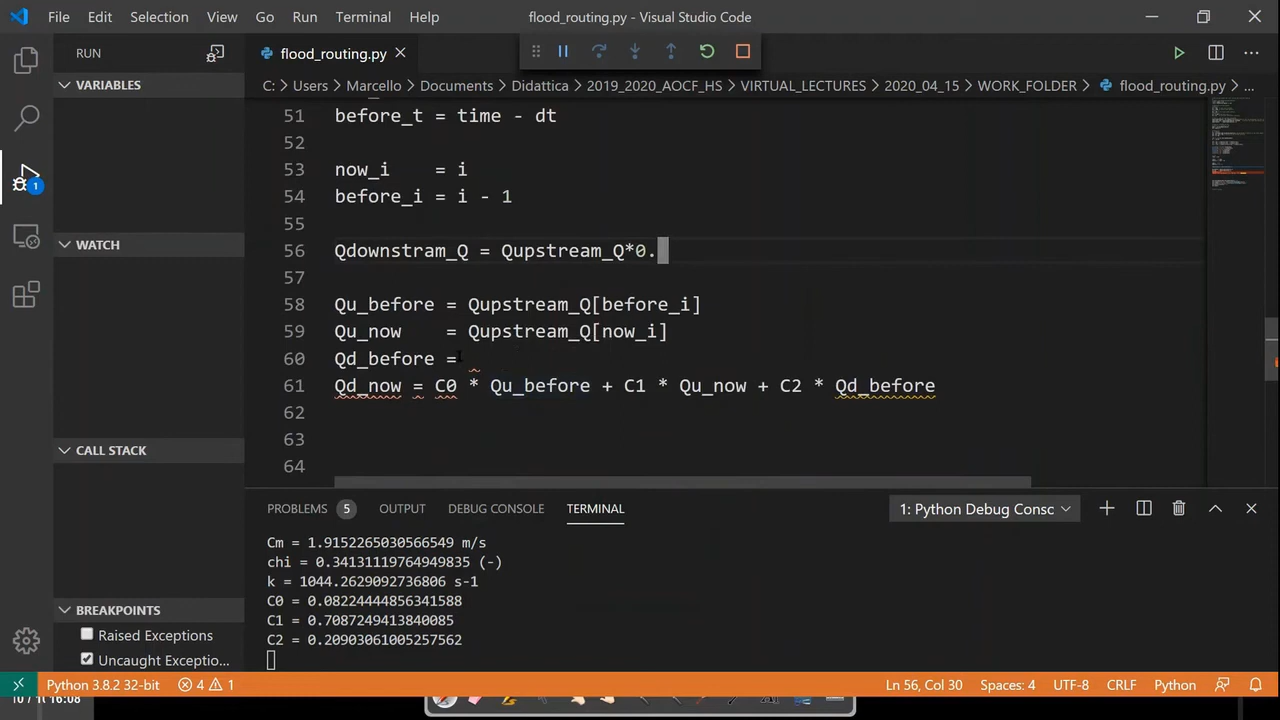 File Edit Selection View Go Run Terminal Help flood_routing.py - Visual Studio Code
RUN flood_routing.py
C: Users Marcello Documents Didattica 2019_2020_AOCF_HS VIRTUAL_LECTURES 2020_04_15 WORK_FOLDER flood_routing.py ...
VARIABLES
WATCH
CALL STACK
BREAKPOINTS
Raised Exceptions
Uncaught Exceptio...
1
51 before_t = time - dt
52
53 now_i    = i
54 before_i = i - 1
55
56 Qdownstram_Q = Qupstream_Q*0.
57
58 Qu_before = Qupstream_Q[before_i]
59 Qu_now    = Qupstream_Q[now_i]
60 Qd_before =
61 Qd_now = C0 * Qu_before + C1 * Qu_now + C2 * Qd_before
62
63
64
PROBLEMS 5 OUTPUT DEBUG CONSOLE TERMINAL 1: Python Debug Consc
Cm = 1.9152265030566549 m/s
chi = 0.34131119764949835 (-)
k = 1044.2629092736806 s-1
C0 = 0.08224444856341588
C1 = 0.7087249413840085
C2 = 0.20903061005257562
Python 3.8.2 32-bit 4 1 Ln 56, Col 30 Spaces: 4 UTF-8 CRLF Python